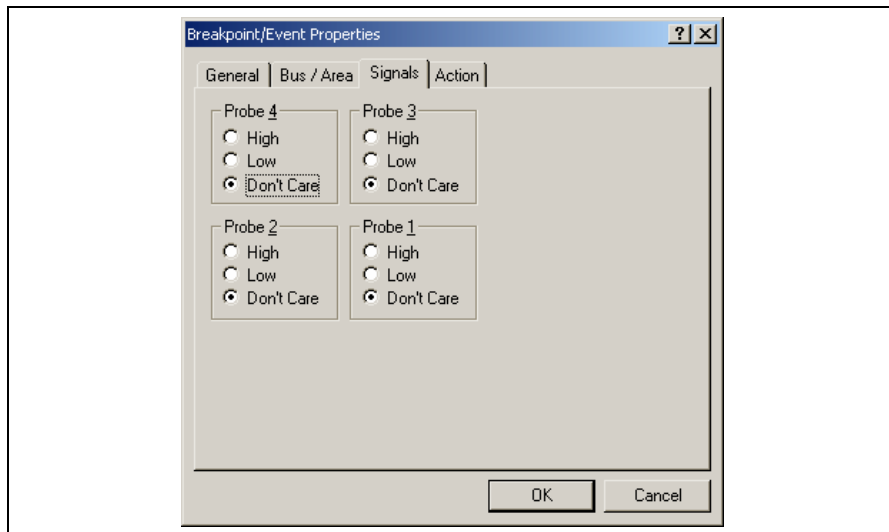 Breakpoint/Event Properties
General Bus / Area Signals Action
Probe 4 Probe 3
High High
Low Low
Don't Care Don't Care
Probe 2 Probe 1
High High
Low Low
Don't Care Don't Care
OK Cancel